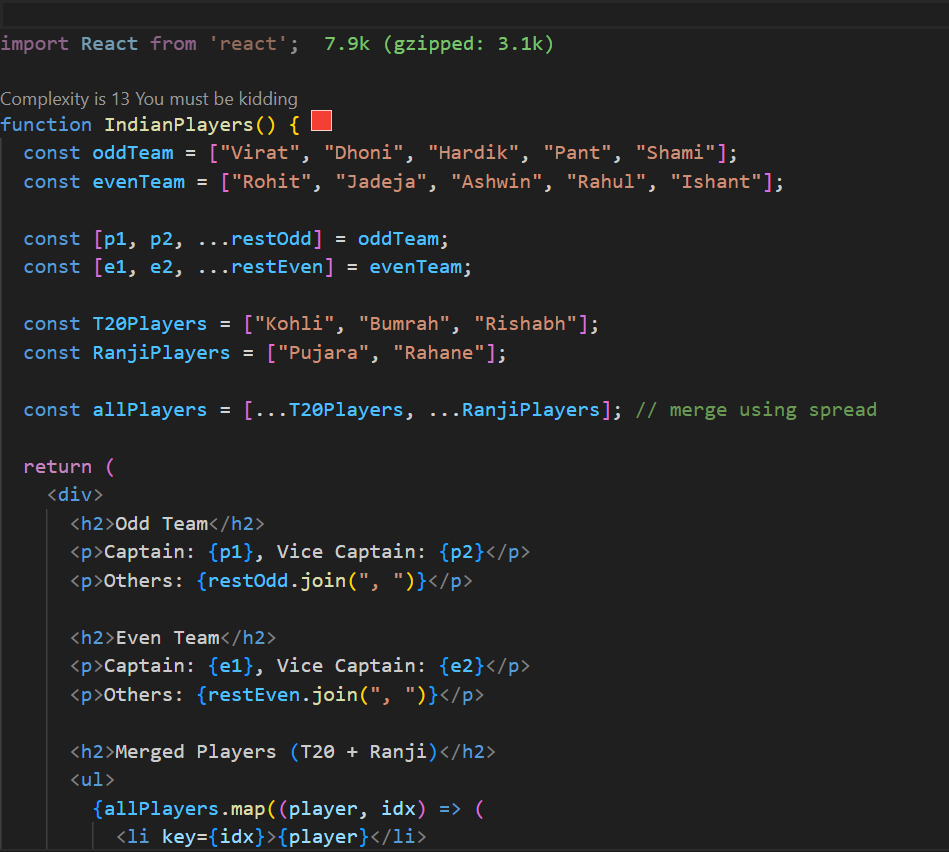 import React from 'react';  7.9k (gzipped: 3.1k)
Complexity is 13 You must be kidding
function IndianPlayers() {
  const oddTeam = ["Virat", "Dhoni", "Hardik", "Pant", "Shami"];
  const evenTeam = ["Rohit", "Jadeja", "Ashwin", "Rahul", "Ishant"];
  const [p1, p2, ...restOdd] = oddTeam;
  const [e1, e2, ...restEven] = evenTeam;
  const T20Players = ["Kohli", "Bumrah", "Rishabh"];
  const RanjiPlayers = ["Pujara", "Rahane"];
  const allPlayers = [...T20Players, ...RanjiPlayers]; // merge using spread
  return (
    <div>
      <h2>Odd Team</h2>
      <p>Captain: {p1}, Vice Captain: {p2}</p>
      <p>Others: {restOdd.join(", ")}</p>
      <h2>Even Team</h2>
      <p>Captain: {e1}, Vice Captain: {e2}</p>
      <p>Others: {restEven.join(", ")}</p>
      <h2>Merged Players (T20 + Ranji)</h2>
      <ul>
        {allPlayers.map((player, idx) => (
          <li key={idx}>{player}</li>